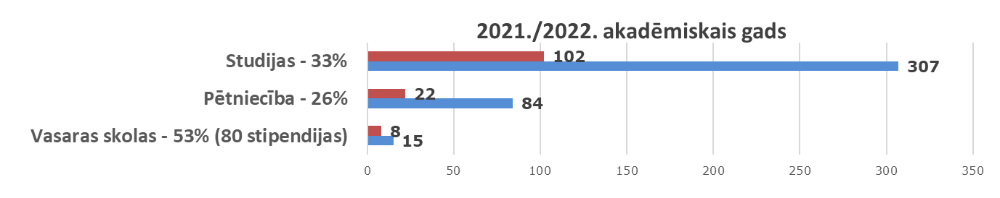 2021./2022. akadēmiskais gads
Studijas - 33%
102
307
Pētniecība - 26%
22
84
Vasaras skolas - 53% (80 stipendijas)
8
15
0 50 100 150 200 250 300 350